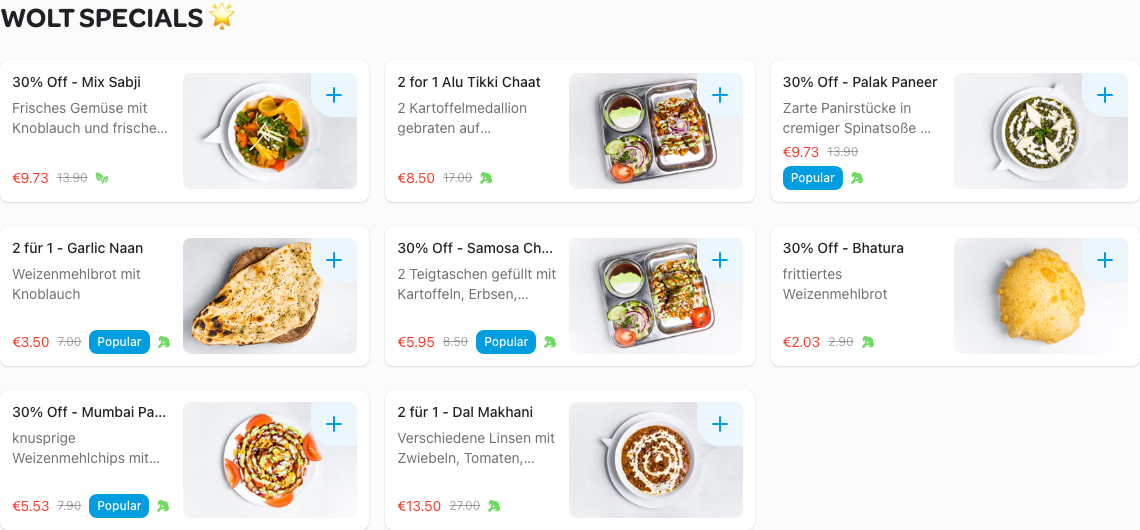 WOLT SPECIALS 🌟
30% Off - Mix Sabji
Frisches Gemüse mit
Knoblauch und frische...
€9.73 13.90
2 for 1 Alu Tikki Chaat
2 Kartoffelmedallion
gebraten auf...
€8.50 17.00
30% Off - Palak Paneer
Zarte Panirstücke in
cremiger Spinatsoße ...
€9.73 13.90
Popular
2 für 1 - Garlic Naan
Weizenmehlbrot mit
Knoblauch
€3.50 7.00 Popular
30% Off - Samosa Ch...
2 Teigtaschen gefüllt mit
Kartoffeln, Erbsen,...
€5.95 8.50 Popular
30% Off - Bhatura
frittiertes
Weizenmehlbrot
€2.03 2.90
30% Off - Mumbai Pa...
knusprige
Weizenmehlchips mit...
€5.53 7.90 Popular
2 für 1 - Dal Makhani
Verschiedene Linsen mit
Zwiebeln, Tomaten,...
€13.50 27.00